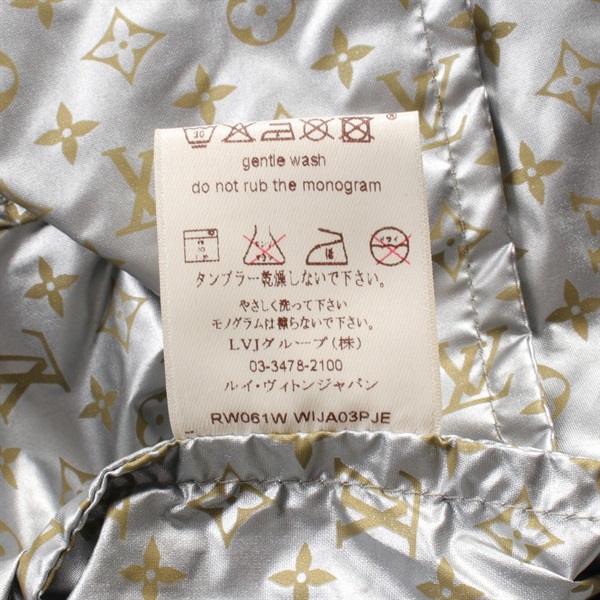 gentle wash
do not rub the monogram
タンブラー乾燥しないで下さい。
やさしく洗って下さい
モノグラムは擦らないで下さい。
LVJグループ(株)
03-3478-2100
ルイ・ヴィトンジャパン
RW061W WIJA03PJE